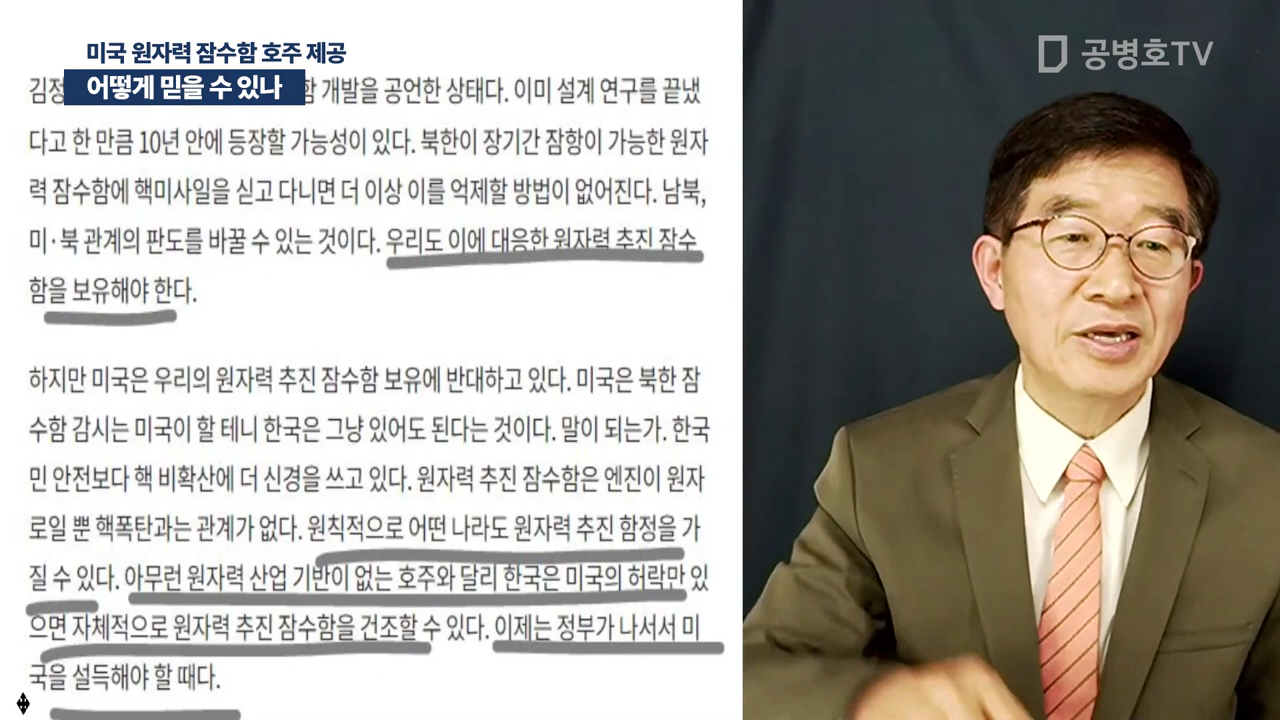 미국 원자력 잠수함 호주 제공
어떻게 믿을 수 있나
공병호TV
김정 함 개발을 공언한 상태다. 이미 설계 연구를 끝냈
다고 한 만큼 10년 안에 등장할 가능성이 있다. 북한이 장기간 잠항이 가능한 원자
력 잠수함에 핵미사일을 싣고 다니면 더 이상 이를 억제할 방법이 없어진다. 남북,
미·북 관계의 판도를 바꿀 수 있는 것이다. 우리도 이에 대응한 원자력 추진 잠수
함을 보유해야 한다.
하지만 미국은 우리의 원자력 추진 잠수함 보유에 반대하고 있다. 미국은 북한 잠
수함 감시는 미국이 할 테니 한국은 그냥 있어도 된다는 것이다. 말이 되는가. 한국
민 안전보다 핵 비확산에 더 신경을 쓰고 있다. 원자력 추진 잠수함은 엔진이 원자
로일 뿐 핵폭탄과는 관계가 없다. 원칙적으로 어떤 나라도 원자력 추진 함정을 가
질 수 있다. 아무런 원자력 산업 기반이 없는 호주와 달리 한국은 미국의 허락만 있
으면 자체적으로 원자력 추진 잠수함을 건조할 수 있다. 이제는 정부가 나서서 미
국을 설득해야 할 때다.